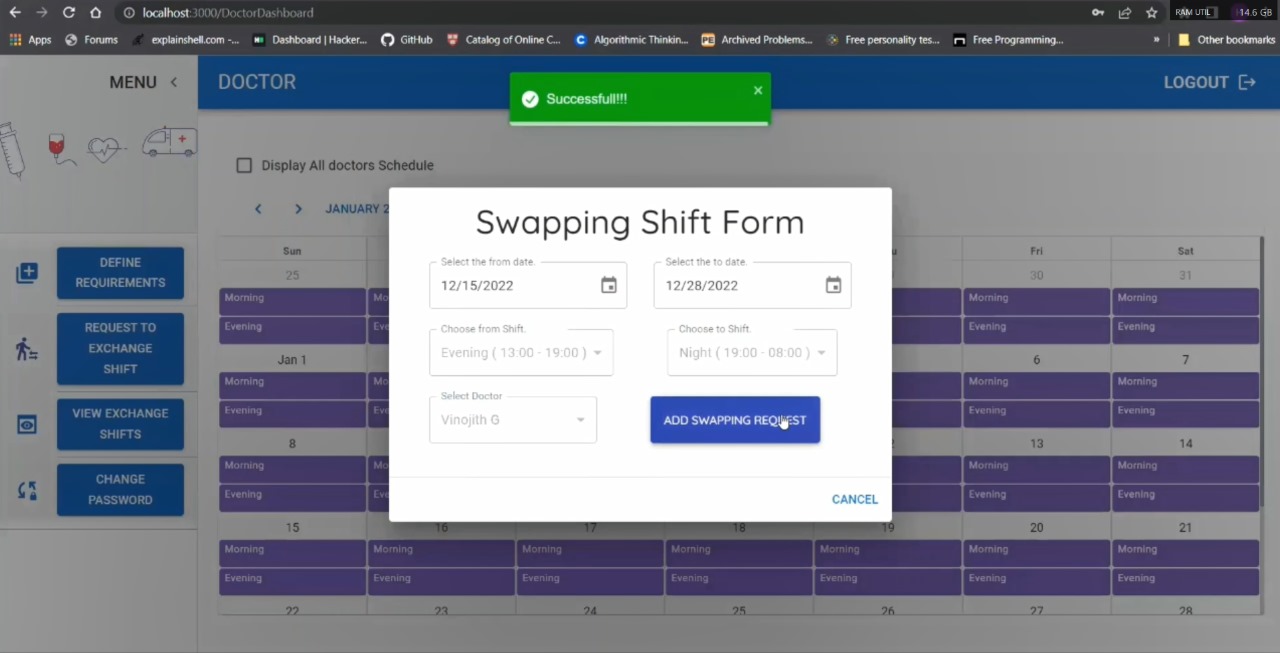 localhost:3000/DoctorDashboard
RAM UTIL 14.6 GB
Apps Forums explainshell.com -... Dashboard | Hacker... GitHub Catalog of Online C... Algorithmic Thinkin... Archived Problems... Free personality tes... Free Programming... » Other bookmarks
MENU
DOCTOR
LOGOUT
Successfull!!!
Display All doctors Schedule
JANUARY 2
Swapping Shift Form
Select the from date.
Select the to date.
12/15/2022
12/28/2022
Choose from Shift.
Choose to Shift.
Evening ( 13:00 - 19:00 )
Night ( 19:00 - 08:00 )
Select Doctor
Vinojith G
ADD SWAPPING REQUEST
CANCEL
DEFINE
REQUIREMENTS
REQUEST TO
EXCHANGE
SHIFT
VIEW EXCHANGE
SHIFTS
CHANGE
PASSWORD
Sun Fri Sat
25 30 31
Morning Mo Morning Morning
Evening Eve Evening Evening
Jan 1 6 7
Morning Mo Morning Morning
Evening Eve Evening Evening
8 13 14
Morning Mo Morning Morning
Evening Eve Evening Evening
15 16 17 18 19 20 21
Morning Morning Morning Morning Morning Morning Morning
Evening Evening Evening Evening Evening Evening Evening
22 23 24 25 26 27 28